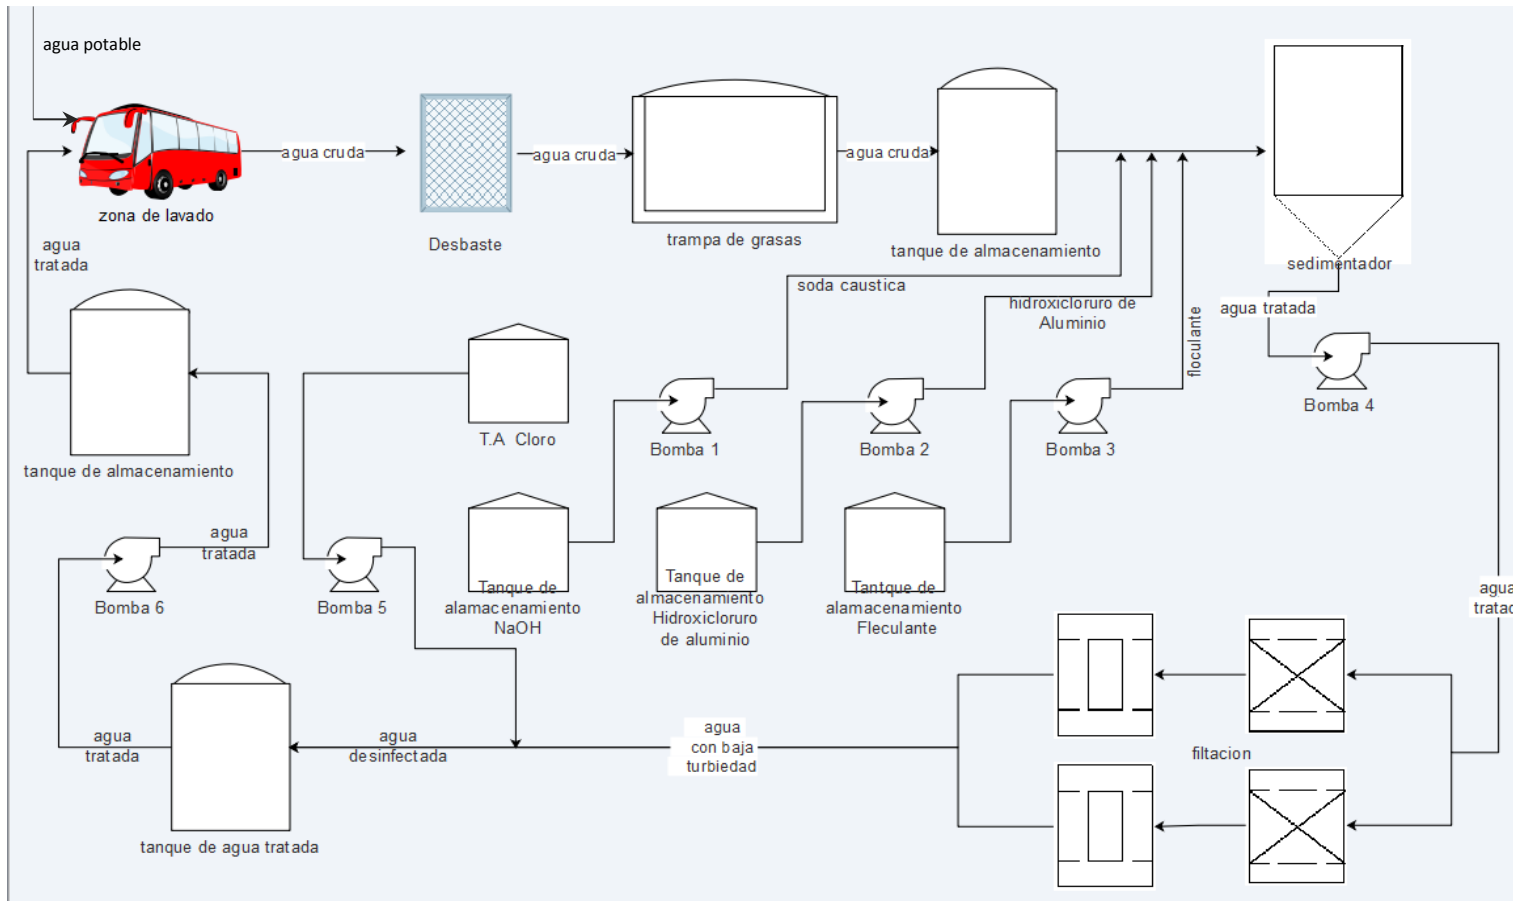 agua potable
agua cruda
agua cruda
agua cruda
zona de lavado
Desbaste
trampa de grasas
tanque de almacenamiento
sedimentador
agua
tratada
soda caustica
hidroxicloruro de
Aluminio
floculante
agua tratada
Bomba 4
T.A Cloro
Bomba 1
Bomba 2
Bomba 3
tanque de almacenamiento
agua
tratada
Bomba 6
Bomba 5
Tanque de
alamacenamiento
NaOH
Tanque de
almacenamiento
Hidroxicloruro
de aluminio
Tantque de
alamacenamiento
Fleculante
agua
tratad
agua
tratada
agua
desinfectada
agua
con baja
turbiedad
filtacion
tanque de agua tratada